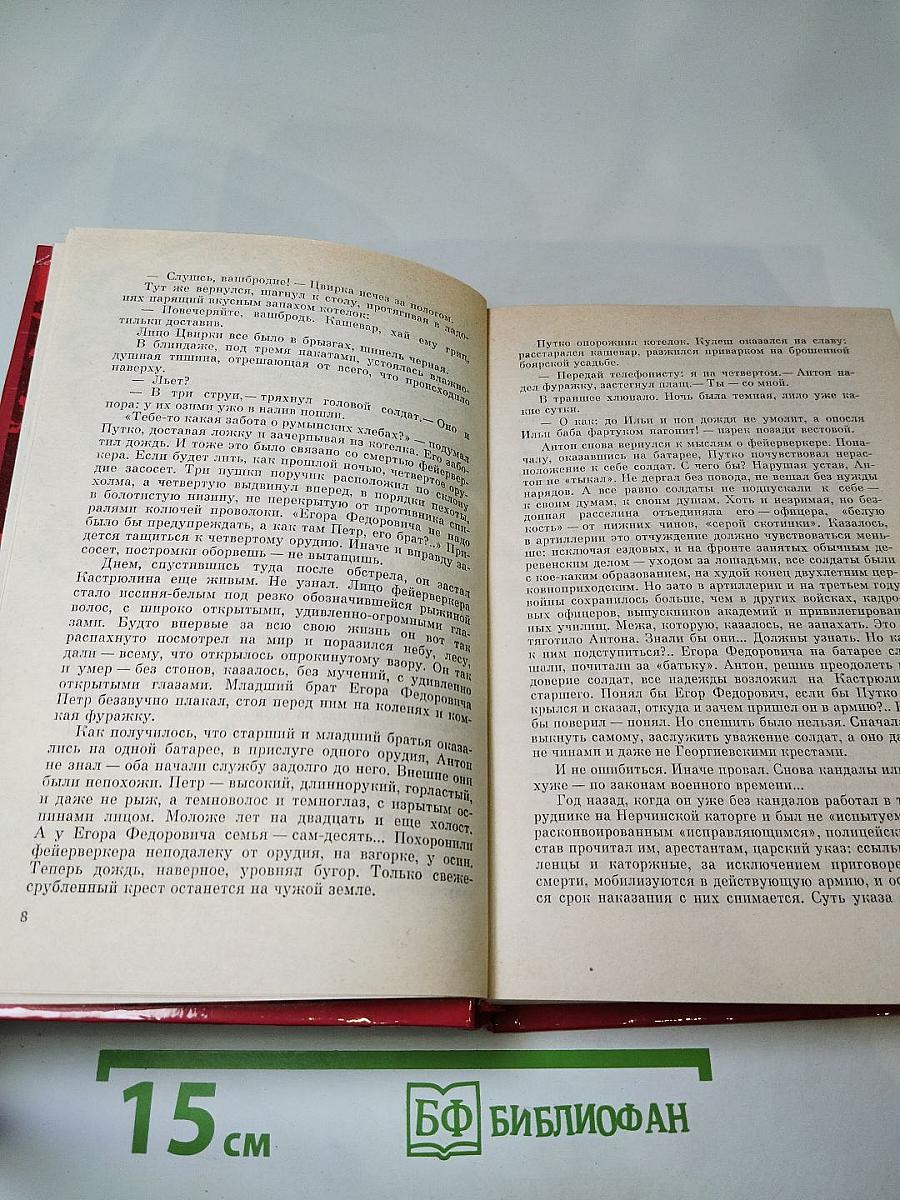 — Слушсь, вашбродие! — Цвирка исчез за пологом.
Тут же вернулся, шагнул к столу, протягивая в ладо-
нях парящий вкусным запахом котелок:
— Повечеряйте, вашбродь. Кашевар, хай ему грип,
тильки доставив.
Лицо Цвирки все было в брызгах, шинель черная.
В блиндаже, под тремя накатами, устоялась влажно-
душная тишина, отрешающая от всего, что происходило
наверху.
— Льет?
— В три струи,— тряхнул головой солдат.— Оно и
пора: у их озими уже в налив пошли.
«Тебе-то какая забота о румынских хлебах?» — подумал
Путко, доставая ложку и зачерпывая из котелка. Его забо-
тил дождь. И тоже это было связано со смертью фейервер-
кера. Если будет лить, как прошлой ночью, четвертое ору-
дие засосет. Три пушки поручик расположил по склону
холма, а четвертую выдвинул вперед, в порядки пехоты,
в болотистую низину, не перекрытую от противника спи-
ралями колючей проволоки. «Егора Федоровича не надо
было бы предупреждать, а как там Петр, его брат?..» При-
дется тащиться к четвертому орудию. Иначе и вправду за-
сосет, постромки оборвешь — не вытащишь.
Днем, спустившись туда после обстрела, он застал
Кастрюлина еще живым. Не узнал. Лицо фейерверкера
стало иссиня-белым под резко обозначившейся рыжиной
волос, с широко открытыми, удивленно-огромными гла-
зами. Будто впервые за всю свою жизнь он вот так
распахнуто посмотрел на мир и поразился небу, лесу,
дали — всему, что открылось опрокинутому взору. Он так
и умер — без стонов, казалось, без мучений, с удивленно
открытыми глазами. Младший брат Егора Федоровича
Петр беззвучно плакал, стоя перед ним на коленях и ком-
кая фуражку.
Как получилось, что старший и младший братья оказа-
лись на одной батарее, в прислуге одного орудия, Антон
не знал — оба начали службу задолго до него. Внешне они
были непохожи. Петр — высокий, длиннорукий, горластый,
и даже не рыж, а темноволос и темноглаз, с изрытым ос-
пинами лицом. Моложе лет на двадцать и еще холост.
А у Егора Федоровича семья — сам-десять... Похоронили
фейерверкера неподалеку от орудия, на взгорке, у осин.
Теперь дождь, наверное, уровнял бугор. Только свеже-
срубленный крест останется на чужой земле.
8
Путко опорожнил котелок. Кулеш оказался на славу:
расстарался кашевар, разжился приварком на брошенной
боярской усадьбе.
— Передай телефонисту: я на четвертом.— Антон на-
дел фуражку, застегнул плащ.— Ты — со мной.
В траншее хлюпало. Ночь была темная, лило уже ка-
кие сутки.
— О как: до Ильи и поп дождя не умолит, а опосля
Ильи баба фартуком нагонит! — изрек позади вестовой.
Антон снова вернулся к мыслям о фейерверкере. Пона-
чалу, оказавшись на батарее, Путко почувствовал нерас-
положение к себе солдат. С чего бы? Нарушая устав, Ан-
тон не «тыкал». Не дергал без повода, не вешал без нужды
нарядов. А все равно солдаты не подпускали к себе —
к своим думам, к своим душам. Хоть и незримая, но без-
донная расселина отъединяла его — офицера, «белую
кость» — от нижних чинов, «серой скотинки». Казалось,
в артиллерии это отчуждение должно чувствоваться мень-
ше: исключая ездовых, и на фронте занятых обычным де-
ревенским делом — уходом за лошадьми, все солдаты были
с кое-каким образованием, на худой конец двухлетним цер-
ковноприходским. Но зато в артиллерии и на третьем году
войны сохранилось больше, чем в других войсках, кадро-
вых офицеров, выпускников академий и привилегирован
ных училищ. Межа, которую, казалось, не запахать. Это
тяготило Антона. Знали бы они... Должны узнать. Но ка
к ним подступиться?.. Егора Федоровича на батарее слу
шали, почитали за «батьку». Антон, решив преодолеть
доверие солдат, все надежды возложил на Кастрюли
старшего. Понял бы Егор Федорович, если бы Путко
крылся и сказал, откуда и зачем пришел он в армию?..
бы поверил — понял. Но спешить было нельзя. Сначал
выкнуть самому, заслужить уважение солдат, а оно да
не чинами и даже не Георгиевскими крестами.
И не ошибиться. Иначе провал. Снова кандалы ил
хуже — по законам военного времени...
Год назад, когда он уже без кандалов работал в
руднике на Нерчинской каторге и был не «испытуем
расконвоированным «исправляющимся», полицейск
став прочитал им, арестантам, царский указ: ссыль
ленцы и каторжные, за исключением приговоре
смерти, мобилизуются в действующую армию, и ос
ся срок наказания с них снимается. Суть указа
15 см
БФ БИБЛИОФАН